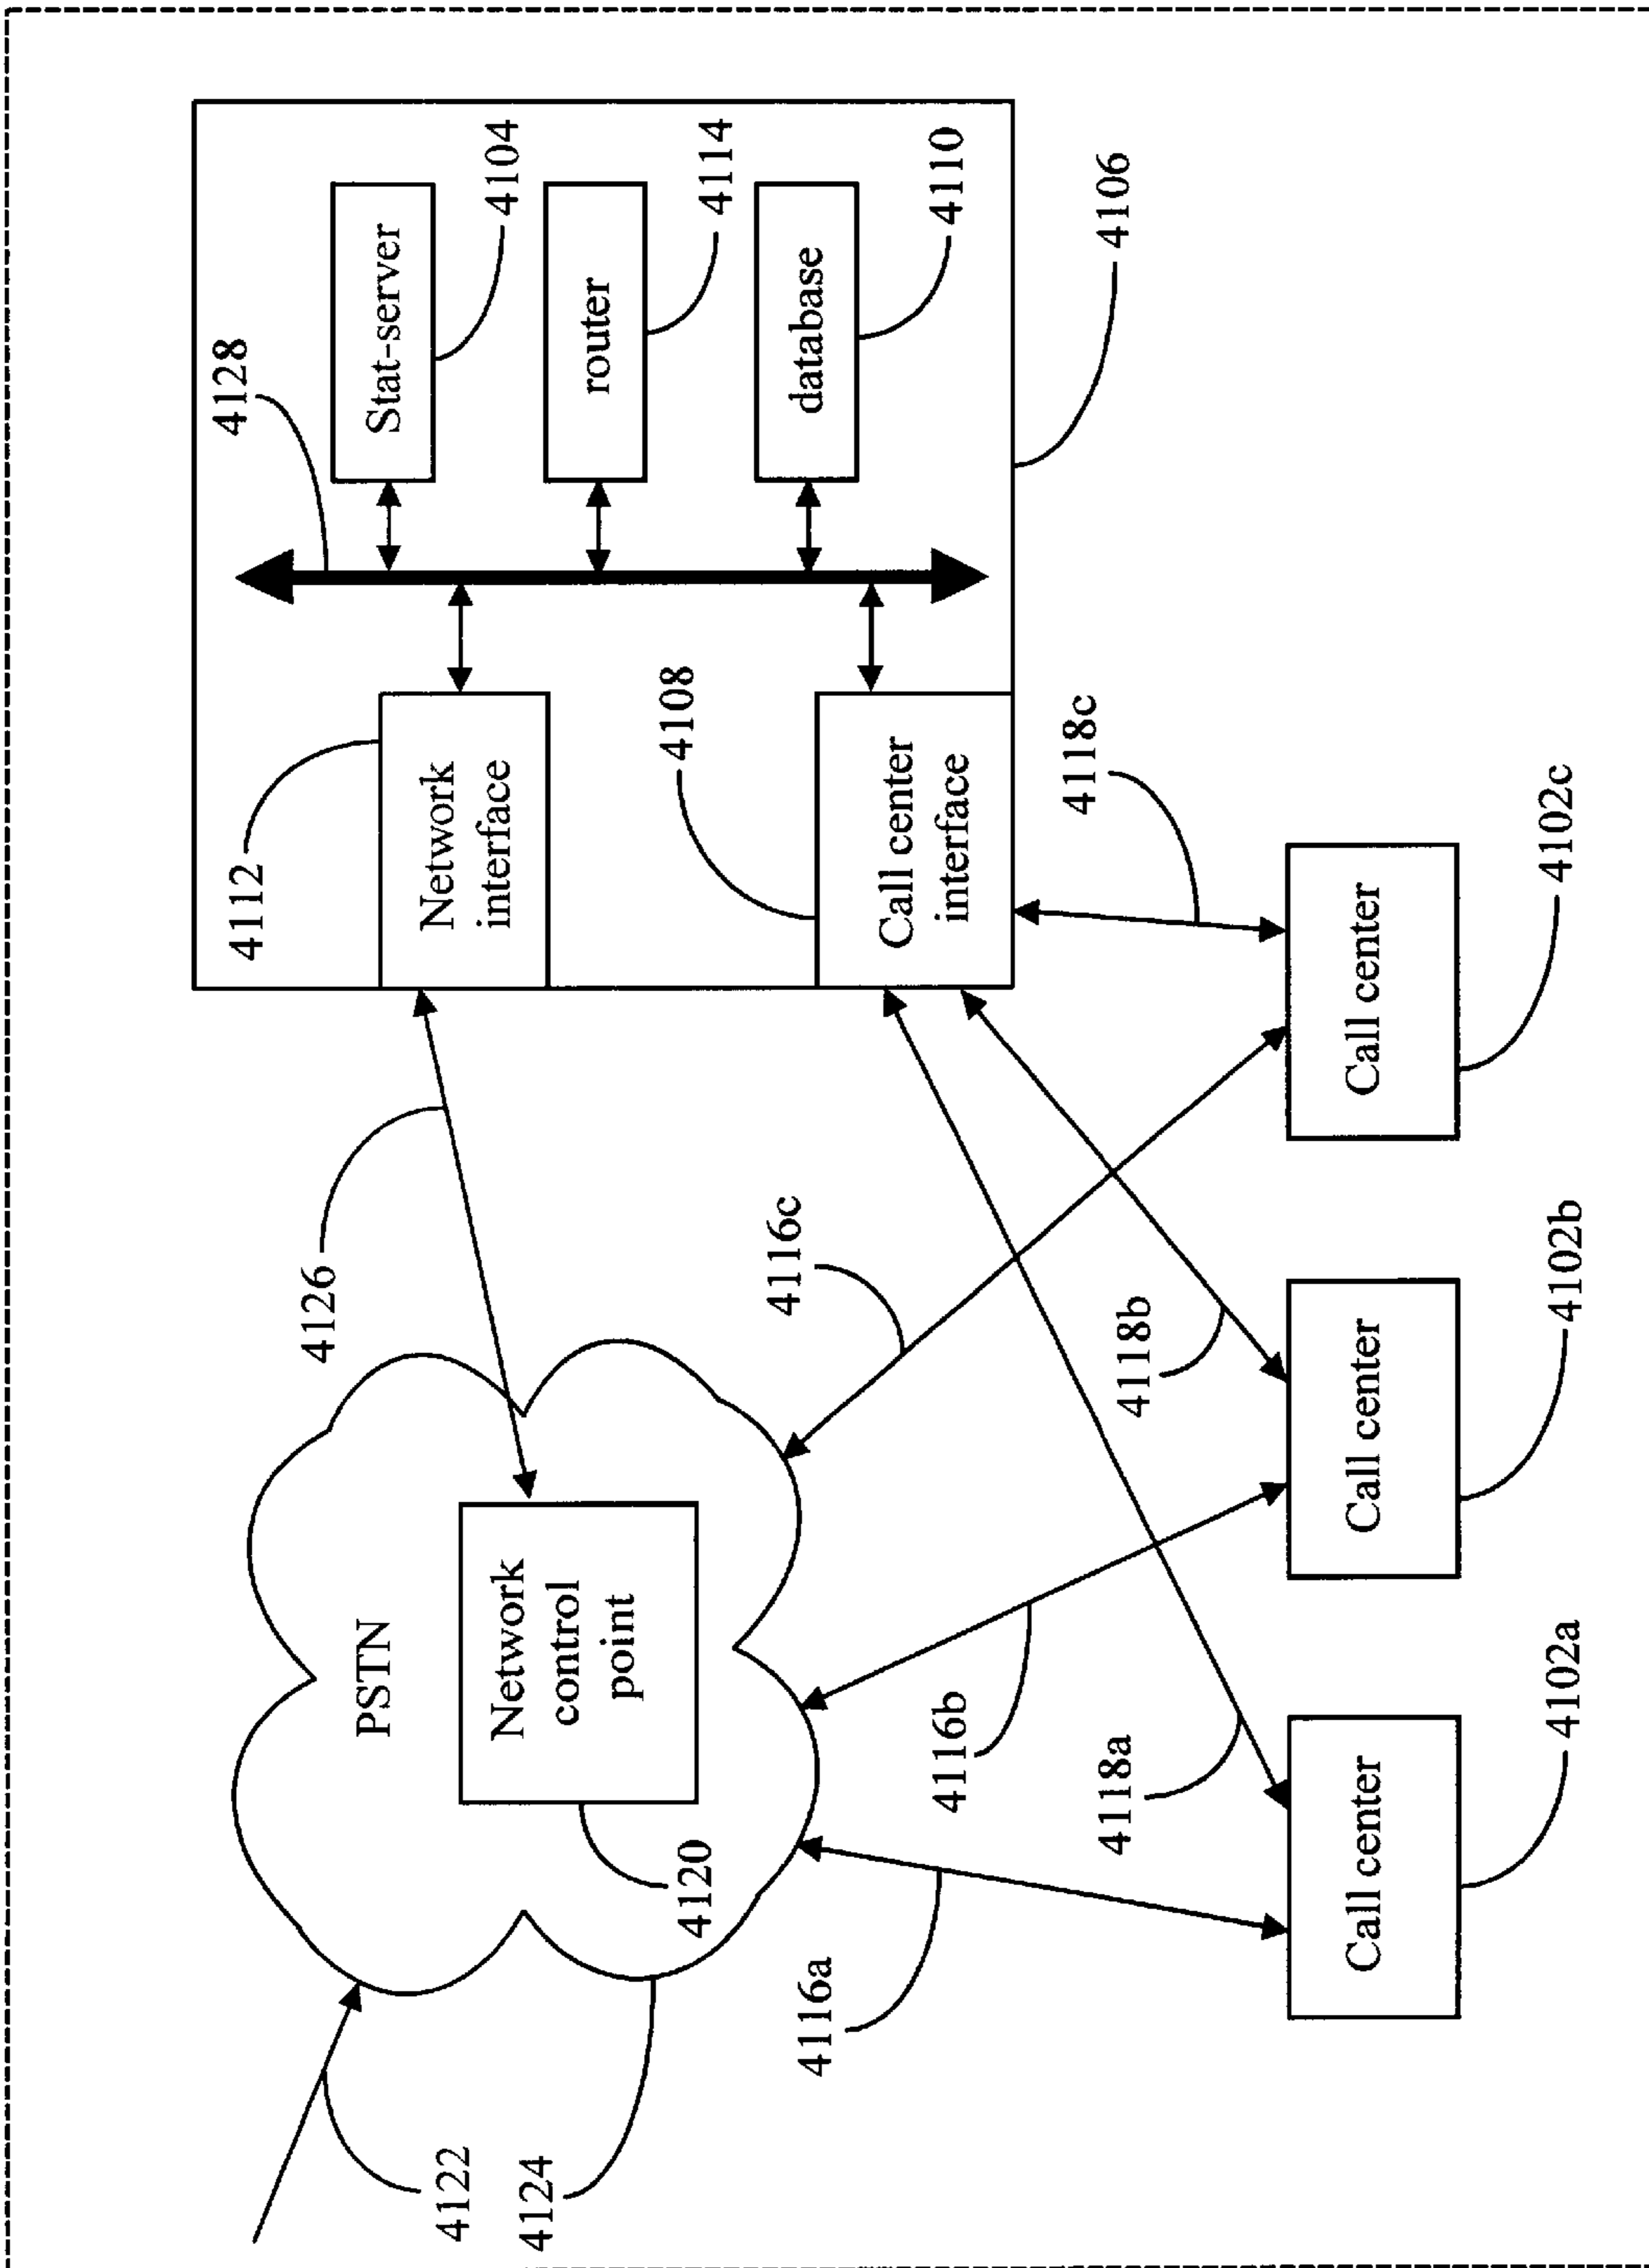 4128
Stat-server
4104
4112
Network
interface
router
4114
4108
Call center
interface
database
4110
4106
4126
PSTN
Network
control
point
4120
4122
4124
4116a
4116b
4116c
4118a
4118b
4118c
Call center
4102a
Call center
4102b
Call center
4102c